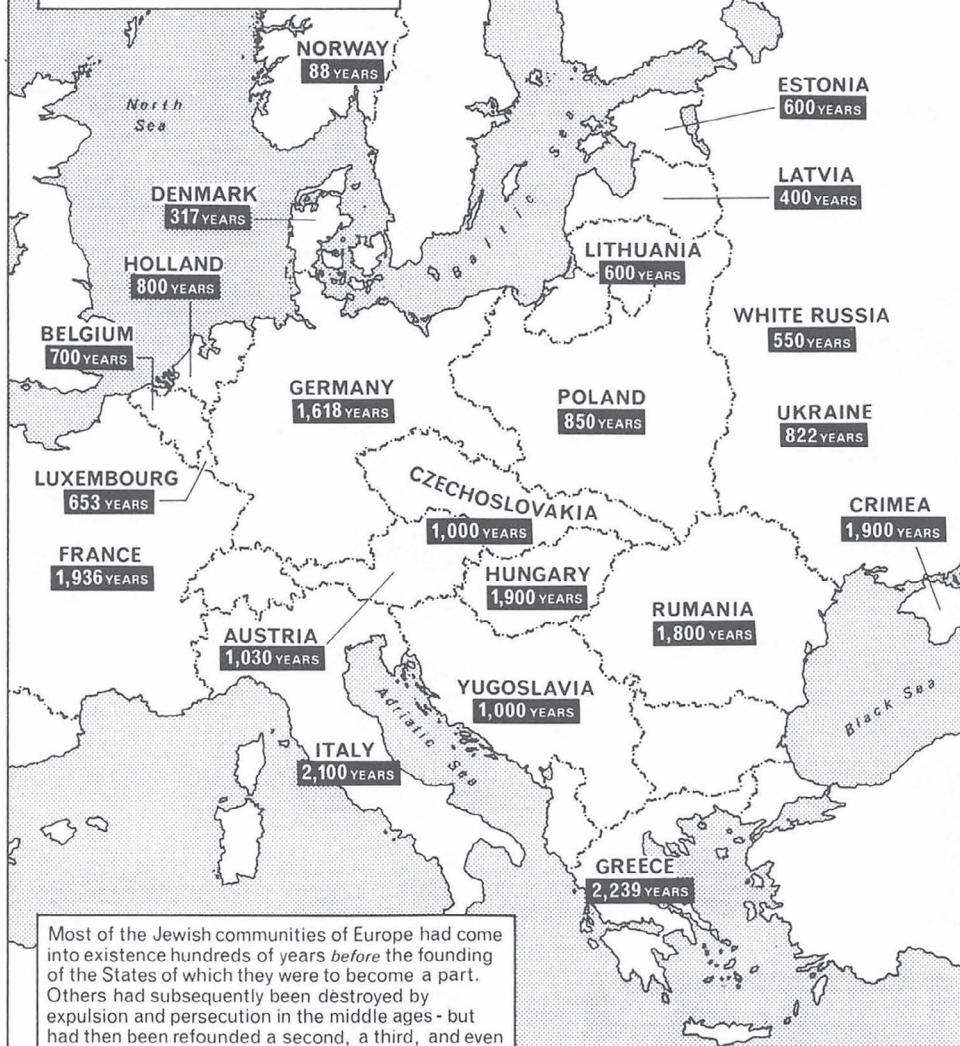 NORWAY
88 YEARS
North
Sea
ESTONIA
600 YEARS
DENMARK
317 YEARS
LATVIA
400 YEARS
Baltic
HOLLAND
800 YEARS
LITHUANIA
600 YEARS
BELGIUM
700 YEARS
WHITE RUSSIA
550 YEARS
GERMANY
1,618 YEARS
POLAND
850 YEARS
UKRAINE
822 YEARS
LUXEMBOURG
653 YEARS
CZECHOSLOVAKIA
1,000 YEARS
CRIMEA
1,900 YEARS
FRANCE
1,936 YEARS
HUNGARY
1,900 YEARS
AUSTRIA
1,030 YEARS
RUMANIA
1,800 YEARS
YUGOSLAVIA
1,000 YEARS
Adriatic Sea
Black Sea
ITALY
2,100 YEARS
GREECE
2,239 YEARS
Most of the Jewish communities of Europe had come
into existence hundreds of years before the founding
of the States of which they were to become a part.
Others had subsequently been destroyed by
expulsion and persecution in the middle ages - but
had then been refounded a second, a third, and even